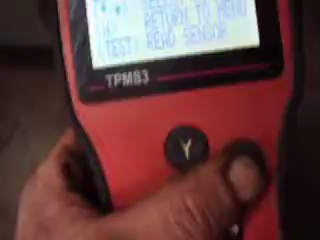 [N] RETURN TO MENU
[TEST] READ SENSOR
TPMS3
Y